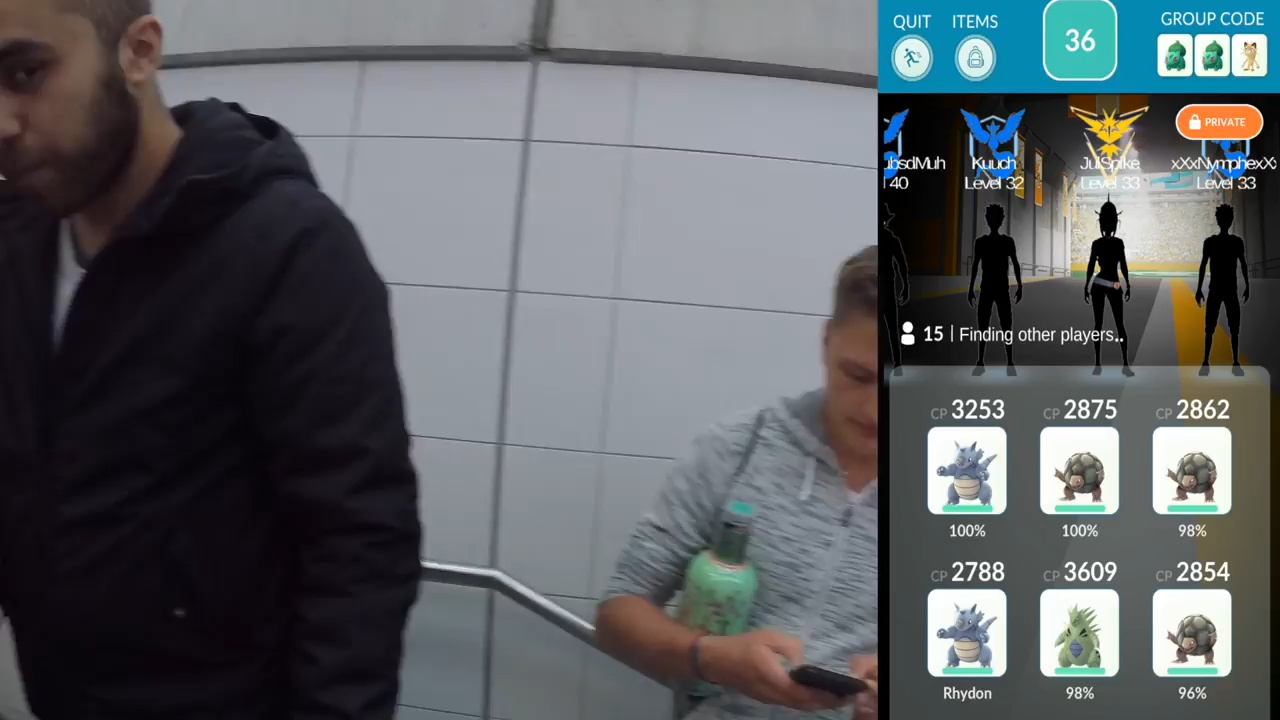 QUIT
ITEMS
36
GROUP CODE
PRIVATE
Kuuch
Level 32
JulSpike
Level 33
xXxNymphexX
Level 33
40
15 | Finding other players..
CP 3253
CP 2875
CP 2862
100%
100%
98%
CP 2788
CP 3609
CP 2854
Rhydon
98%
96%